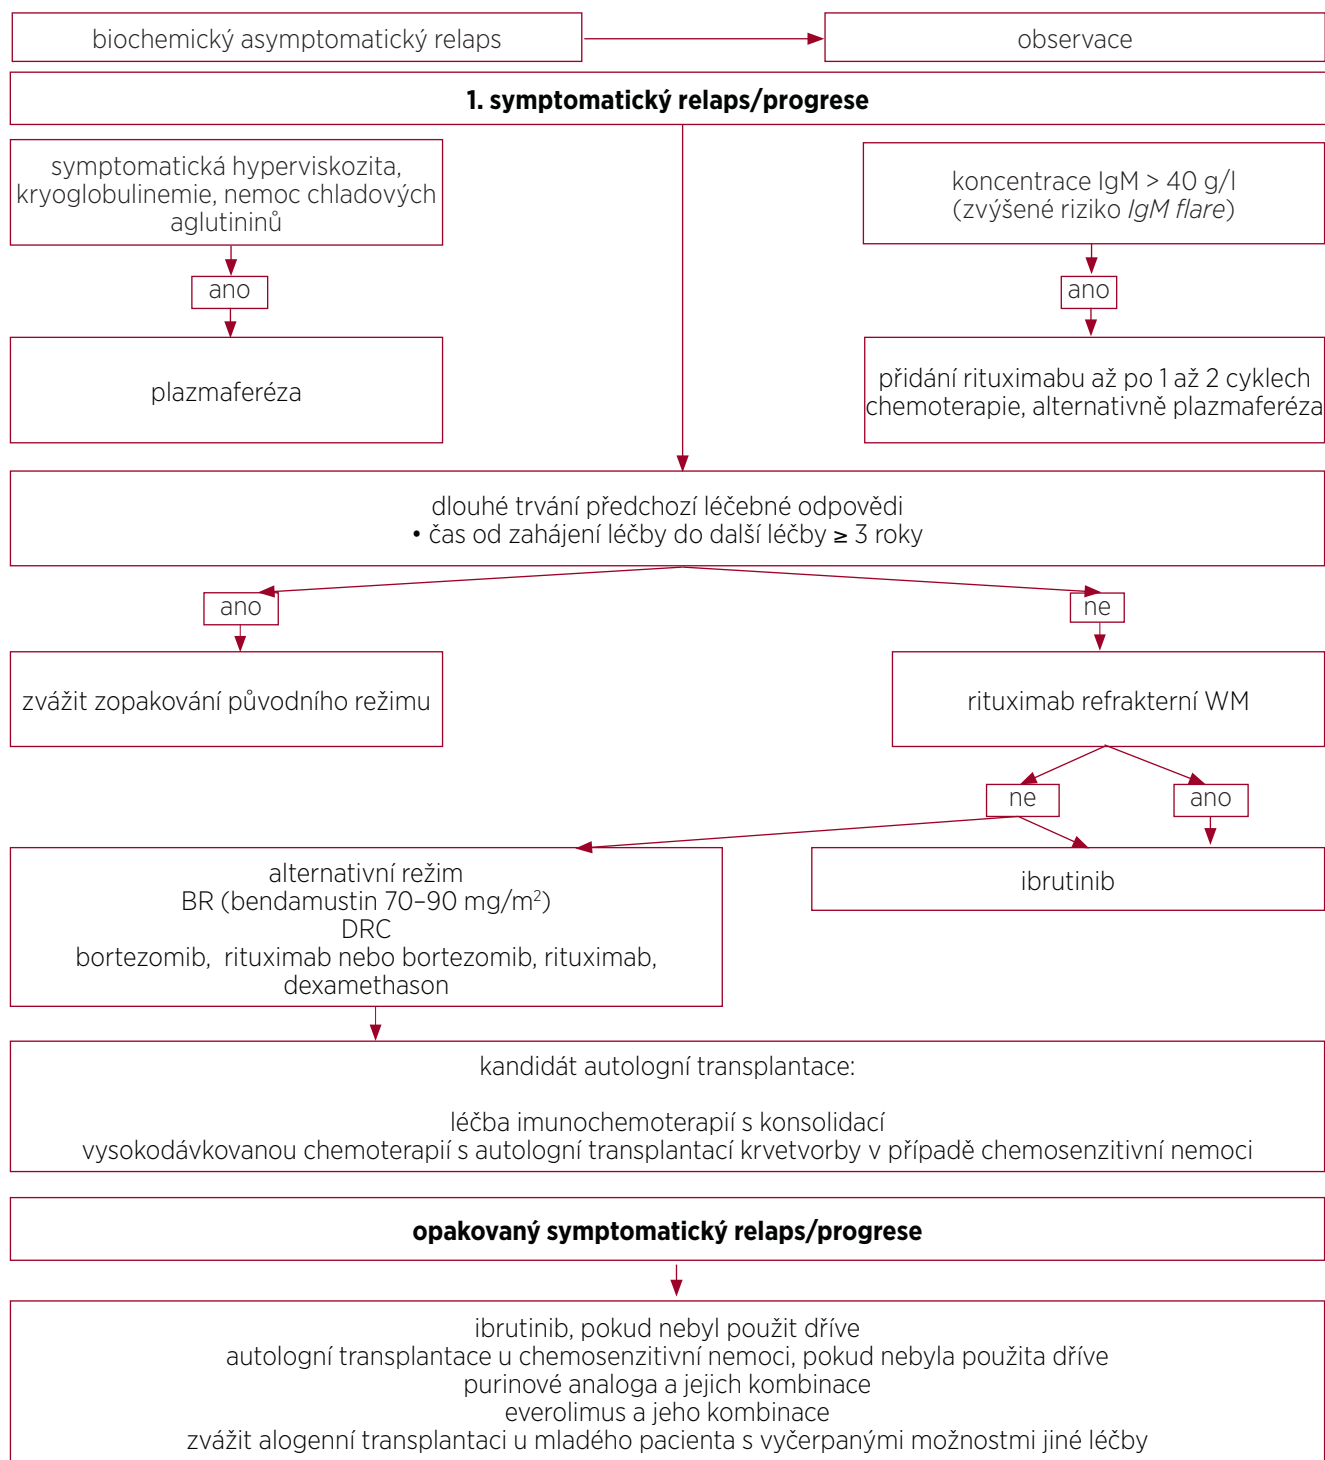 biochemický asymptomatický relaps
observace
1. symptomatický relaps/progrese
symptomatická hyperviskozita,
kryoglobulinemie, nemoc chladových
aglutininů
koncentrace IgM > 40 g/l
(zvýšené riziko IgM flare)
ano
ano
plazmaferéza
přidání rituximabu až po 1 až 2 cyklech
chemoterapie, alternativně plazmaferéza
dlouhé trvání předchozí léčebné odpovědi
• čas od zahájení léčby do další léčby ≥ 3 roky
ano
ne
zvážit zopakování původního režimu
rituximab refrakterní WM
ne
ano
alternativní režim
BR (bendamustin 70–90 mg/m²)
DRC
bortezomib, rituximab nebo bortezomib, rituximab,
dexamethason
ibrutinib
kandidát autologní transplantace:
léčba imunochemoterapií s konsolidací
vysokodávkovanou chemoterapií s autologní transplantací krvetvorby v případě chemosenzitivní nemoci
opakovaný symptomatický relaps/progrese
ibrutinib, pokud nebyl použit dříve
autologní transplantace u chemosenzitivní nemoci, pokud nebyla použita dříve
purinové analoga a jejich kombinace
everolimus a jeho kombinace
zvážit alogenní transplantaci u mladého pacienta s vyčerpanými možnostmi jiné léčby